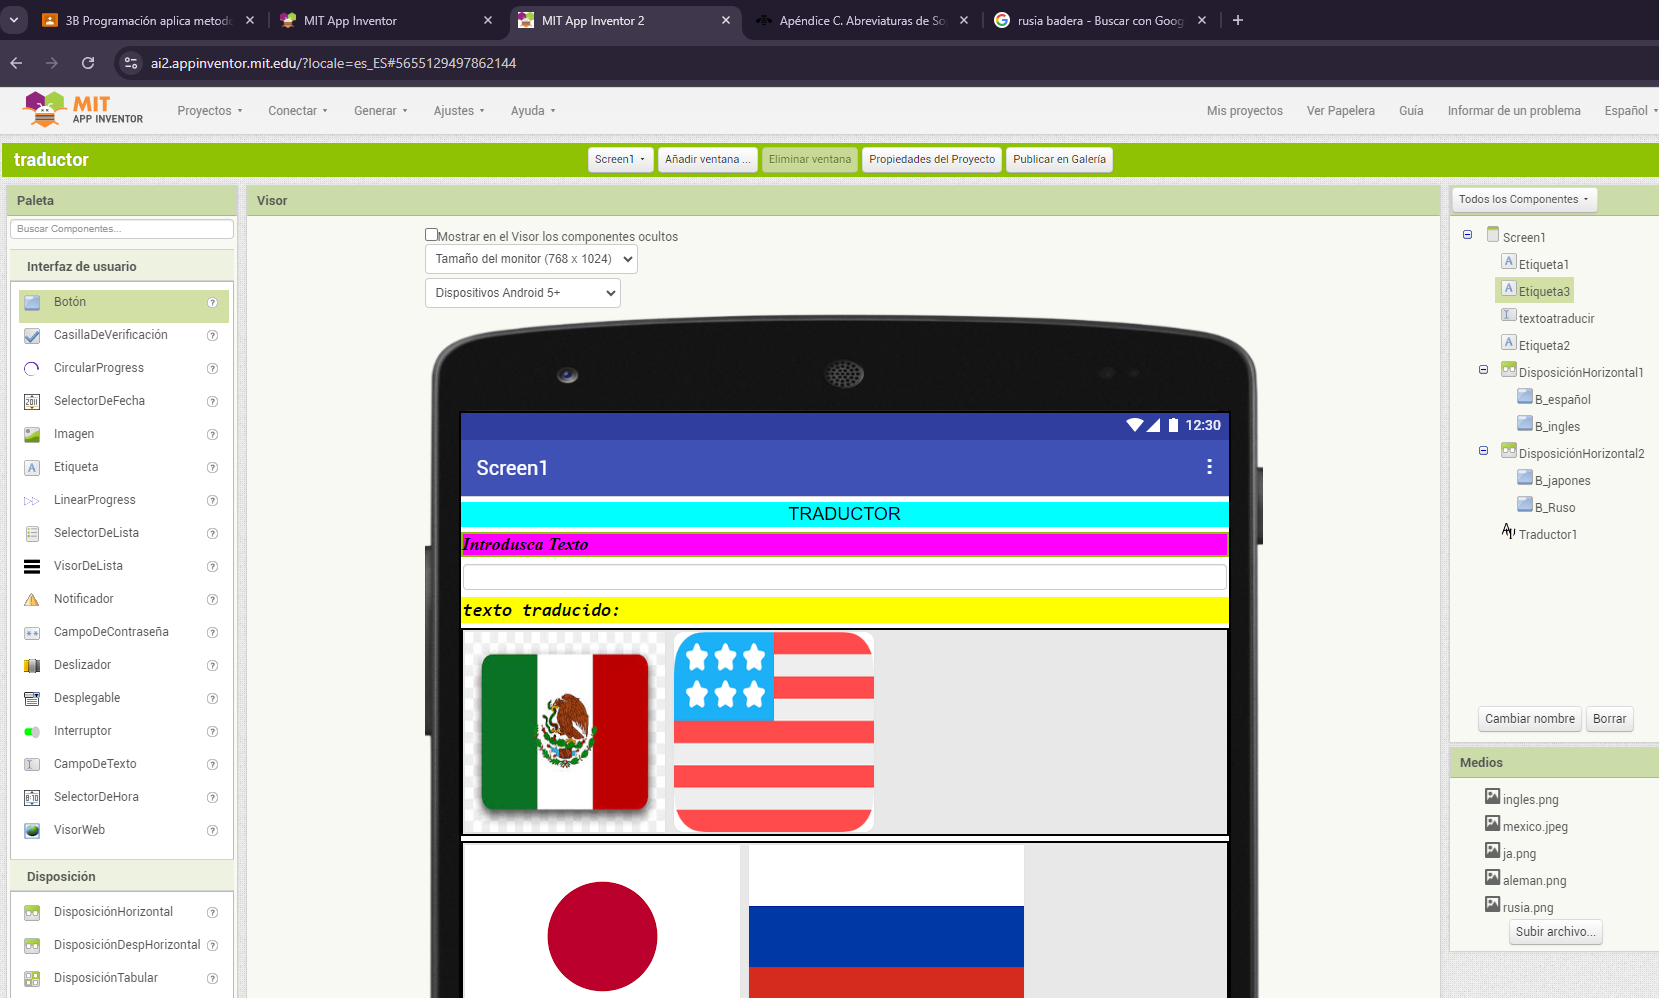 3B Programación aplica metodo
MIT App Inventor
MIT App Inventor 2
Apéndice C. Abreviaturas de So
rusia badera - Buscar con Goog
ai2.appinventor.mit.edu/?locale=es_ES#5655129497862144
MIT
APP INVENTOR
Proyectos
Conectar
Generar
Ajustes
Ayuda
Mis proyectos
Ver Papelera
Guía
Informar de un problema
Español
traductor
Screen1
Añadir ventana ...
Eliminar ventana
Propiedades del Proyecto
Publicar en Galería
Paleta
Buscar Componentes...
Interfaz de usuario
Botón
CasillaDeVerificación
CircularProgress
SelectorDeFecha
Imagen
Etiqueta
LinearProgress
SelectorDeLista
VisorDeLista
Notificador
CampoDeContraseña
Deslizador
Desplegable
Interruptor
CampoDeTexto
SelectorDeHora
VisorWeb
Disposición
DisposiciónHorizontal
DisposiciónDespHorizontal
DisposiciónTabular
Visor
Mostrar en el Visor los componentes ocultos
Tamaño del monitor (768 x 1024)
Dispositivos Android 5+
12:30
Screen1
TRADUCTOR
Introdusca Texto
texto traducido:
Todos los Componentes
Screen1
Etiqueta1
Etiqueta3
textoatraducir
Etiqueta2
DisposiciónHorizontal1
B_español
B_ingles
DisposiciónHorizontal2
B_japones
B_Ruso
Traductor1
Cambiar nombre
Borrar
Medios
ingles.png
mexico.jpeg
ja.png
aleman.png
rusia.png
Subir archivo...